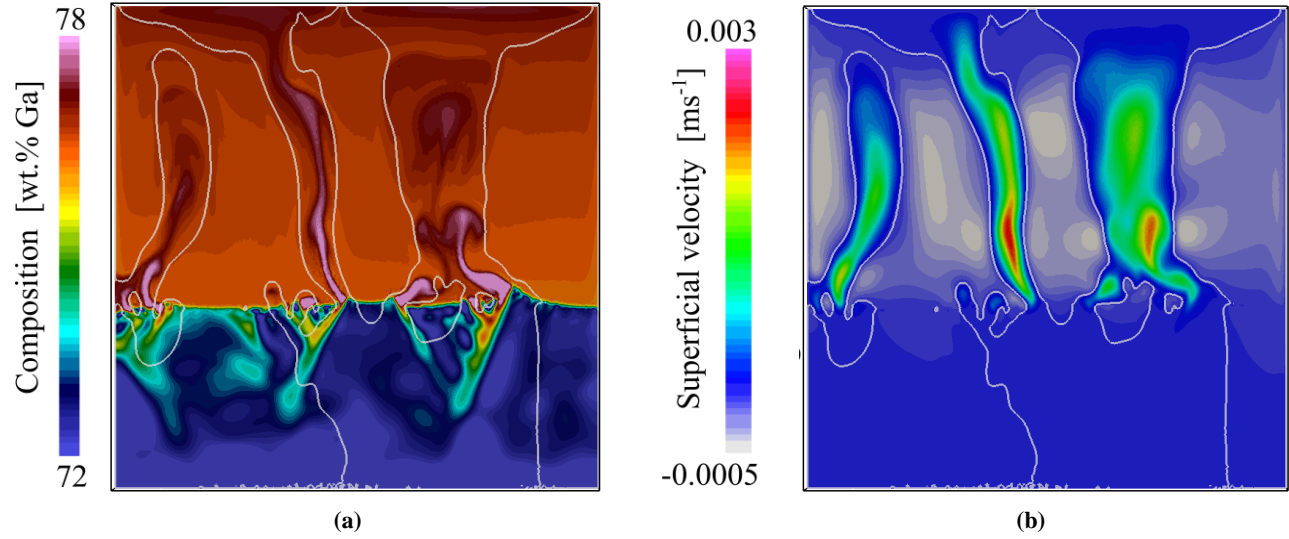 78
Composition [wt.% Ga]
72
(a)
0.003
Superficial velocity [ms⁻¹]
-0.0005
(b)